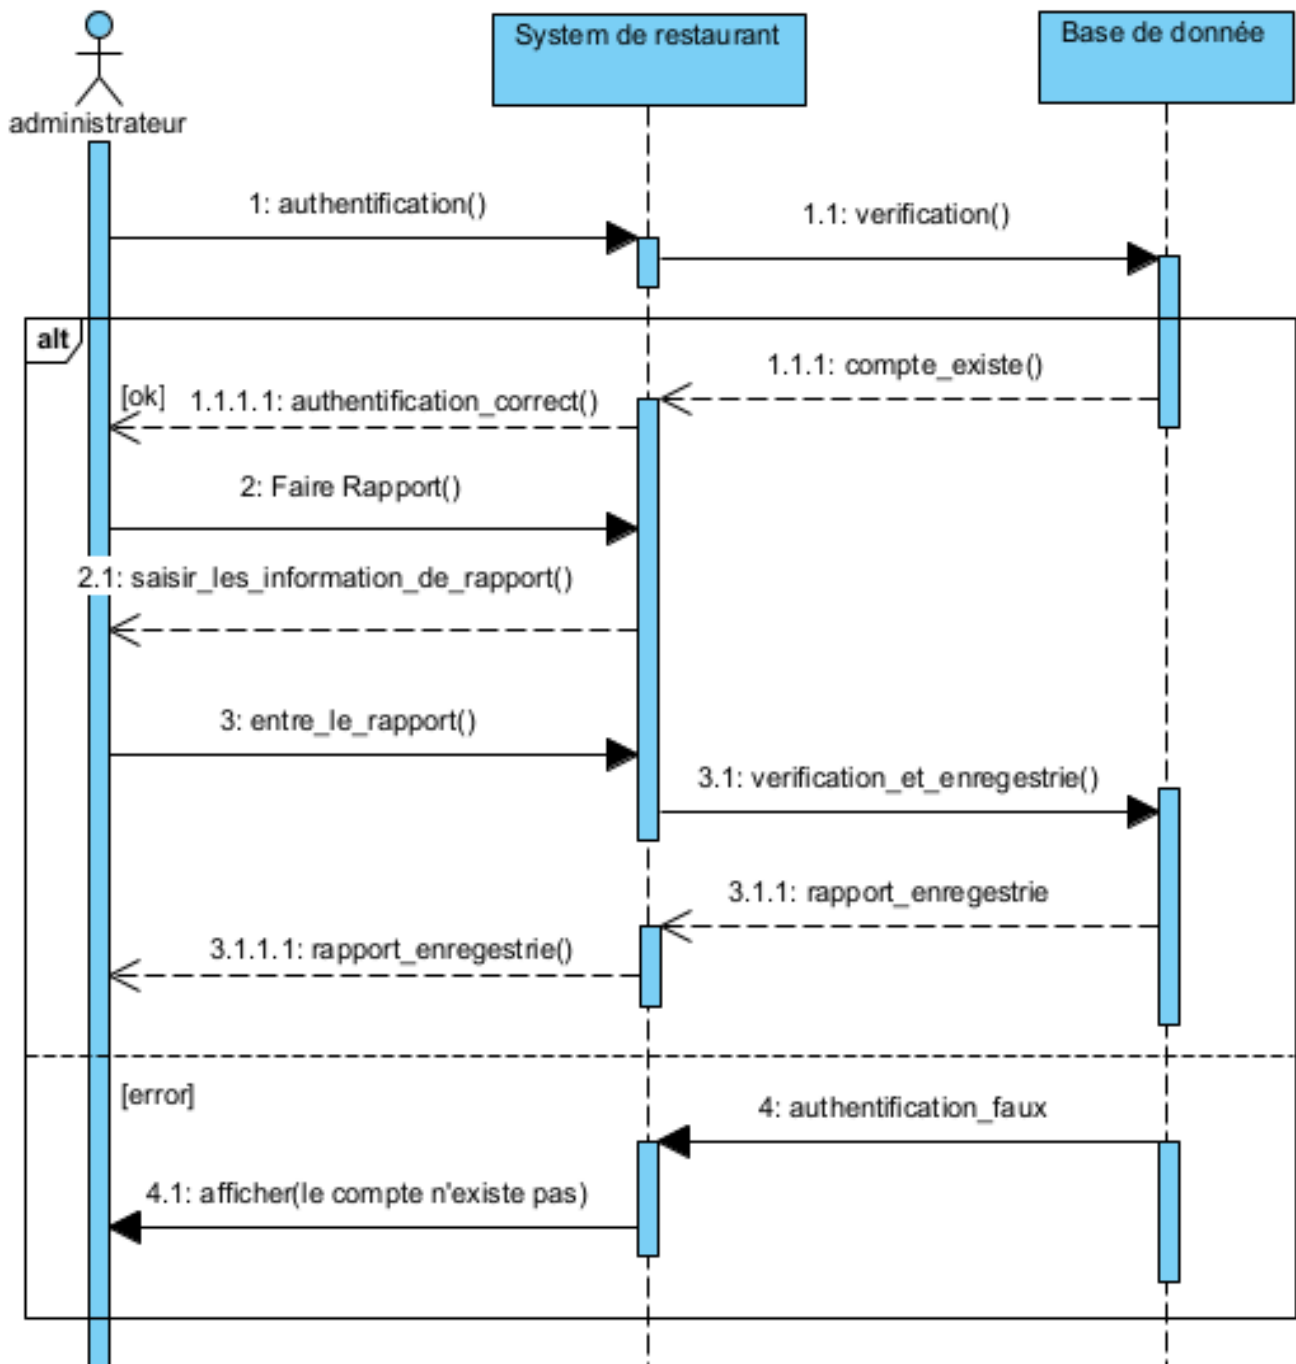 administrateur
System de restaurant
Base de donnée
1: authentification()
1.1: verification()
alt
1.1.1: compte_existe()
[ok]
1.1.1.1: authentification_correct()
2: Faire Rapport()
2.1: saisir_les_information_de_rapport()
3: entre_le_rapport()
3.1: verification_et_enregestrie()
3.1.1: rapport_enregestrie
3.1.1.1: rapport_enregestrie()
[error]
4: authentification_faux
4.1: afficher(le compte n'existe pas)